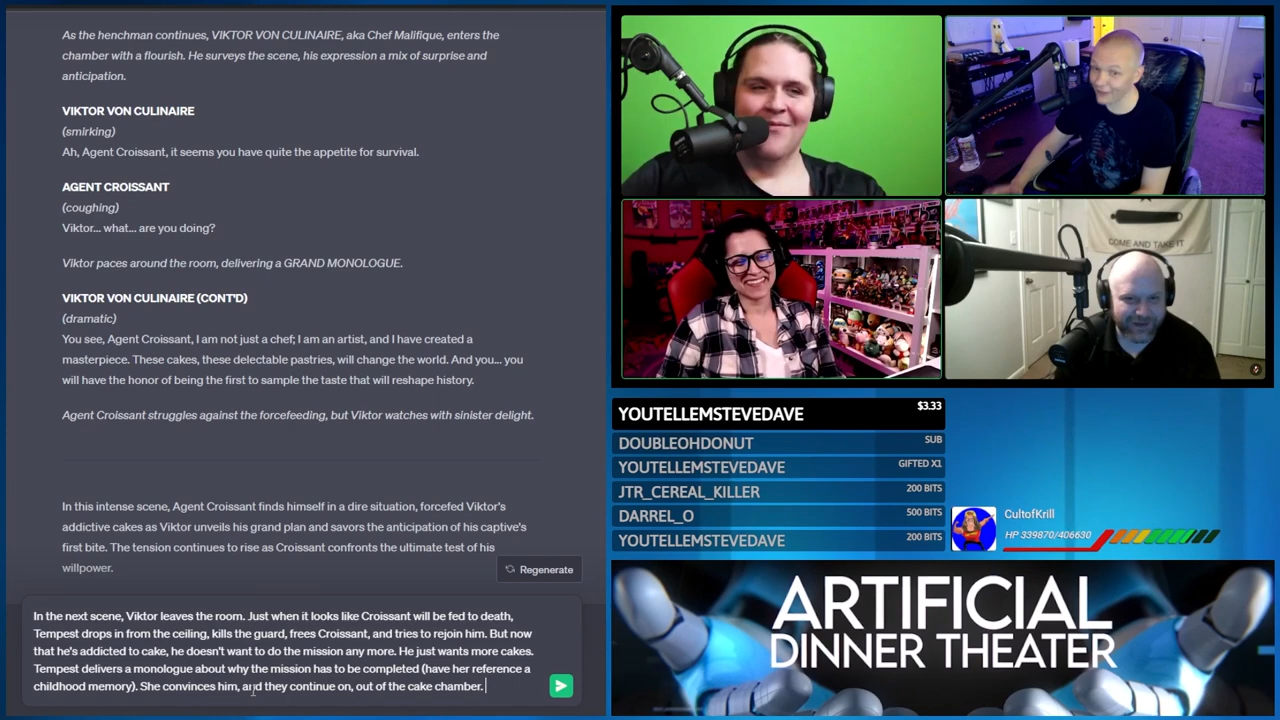 As the henchman continues, VIKTOR VON CULINAIRE, aka Chef Malifique, enters the
chamber with a flourish. He surveys the scene, his expression a mix of surprise and
anticipation.
VIKTOR VON CULINAIRE
(smirking)
Ah, Agent Croissant, it seems you have quite the appetite for survival.
AGENT CROISSANT
(coughing)
Viktor... what... are you doing?
Viktor paces around the room, delivering a GRAND MONOLOGUE.
VIKTOR VON CULINAIRE (CONT'D)
(dramatic)
You see, Agent Croissant, I am not just a chef; I am an artist, and I have created a
masterpiece. These cakes, these delectable pastries, will change the world. And you... you
will have the honor of being the first to sample the taste that will reshape history.
Agent Croissant struggles against the forcefeeding, but Viktor watches with sinister delight.
In this intense scene, Agent Croissant finds himself in a dire situation, forcefed Viktor's
addictive cakes as Viktor unveils his grand plan and savors the anticipation of his captive's
first bite. The tension continues to rise as Croissant confronts the ultimate test of his
willpower.
Regenerate
In the next scene, Viktor leaves the room. Just when it looks like Croissant will be fed to death,
Tempest drops in from the ceiling, kills the guard, frees Croissant, and tries to rejoin him. But now
that he's addicted to cake, he doesn't want to do the mission any more. He just wants more cakes.
Tempest delivers a monologue about why the mission has to be completed (have her reference a
childhood memory). She convinces him, and they continue on, out of the cake chamber.
COME AND TAKE IT
YOUTELLEMSTEVEDAVE $3.33
DOUBLEOHDONUT SUB
YOUTELLEMSTEVEDAVE GIFTED X1
JTR_CEREAL_KILLER 200 BITS
DARREL_O 500 BITS
YOUTELLEMSTEVEDAVE 200 BITS
CultofKrill
HP 339870/406630
ARTIFICIAL
DINNER THEATER